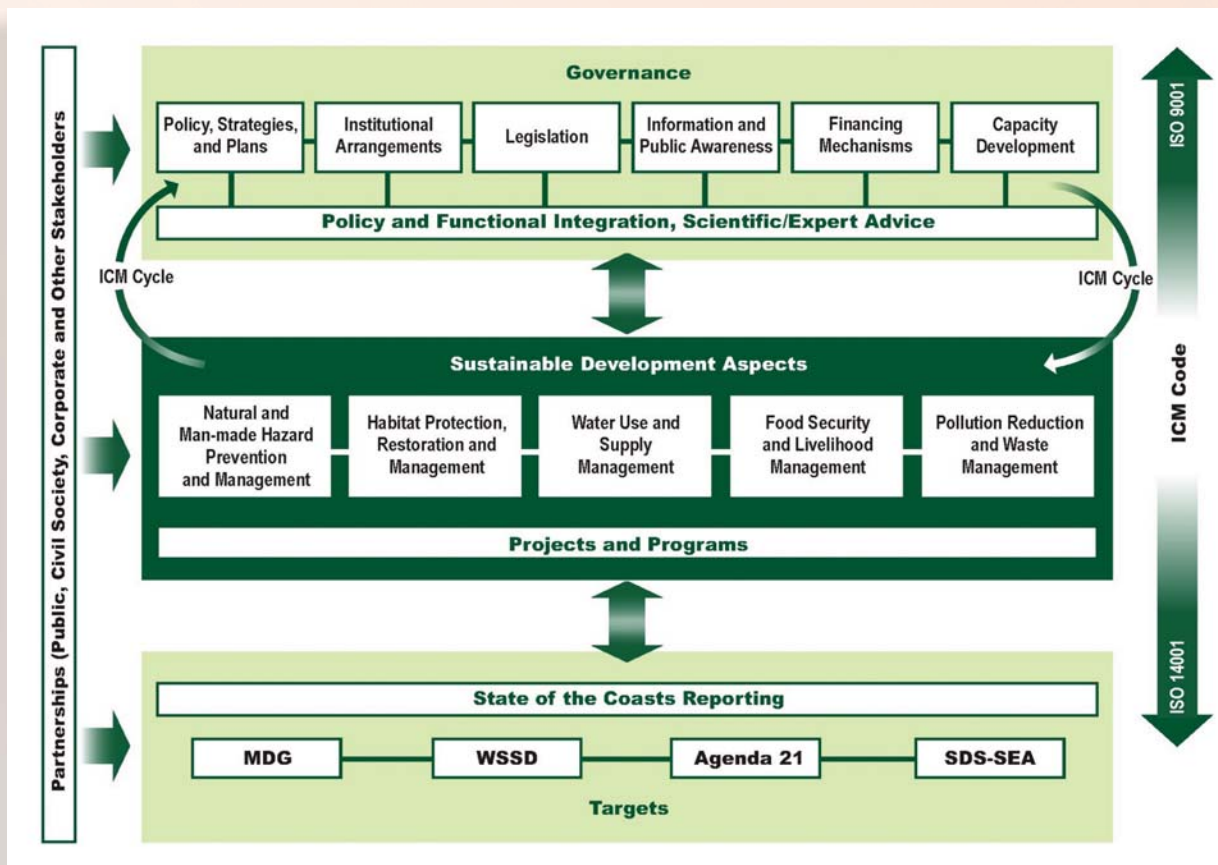 Partnerships (Public, Civil Society, Corporate and Other Stakeholders
Governance
Policy, Strategies,
and Plans
Institutional
Arrangements
Legislation
Information and
Public Awareness
Financing
Mechanisms
Capacity
Development
Policy and Functional Integration, Scientific/Expert Advice
ICM Cycle
ICM Cycle
Sustainable Development Aspects
Natural and
Man-made Hazard
Prevention
and Management
Habitat Protection,
Restoration and
Management
Water Use and
Supply
Management
Food Security
and Livelihood
Management
Pollution Reduction
and Waste
Management
Projects and Programs
State of the Coasts Reporting
MDG
WSSD
Agenda 21
SDS-SEA
Targets
ISO 9001
ICM Code
ISO 14001